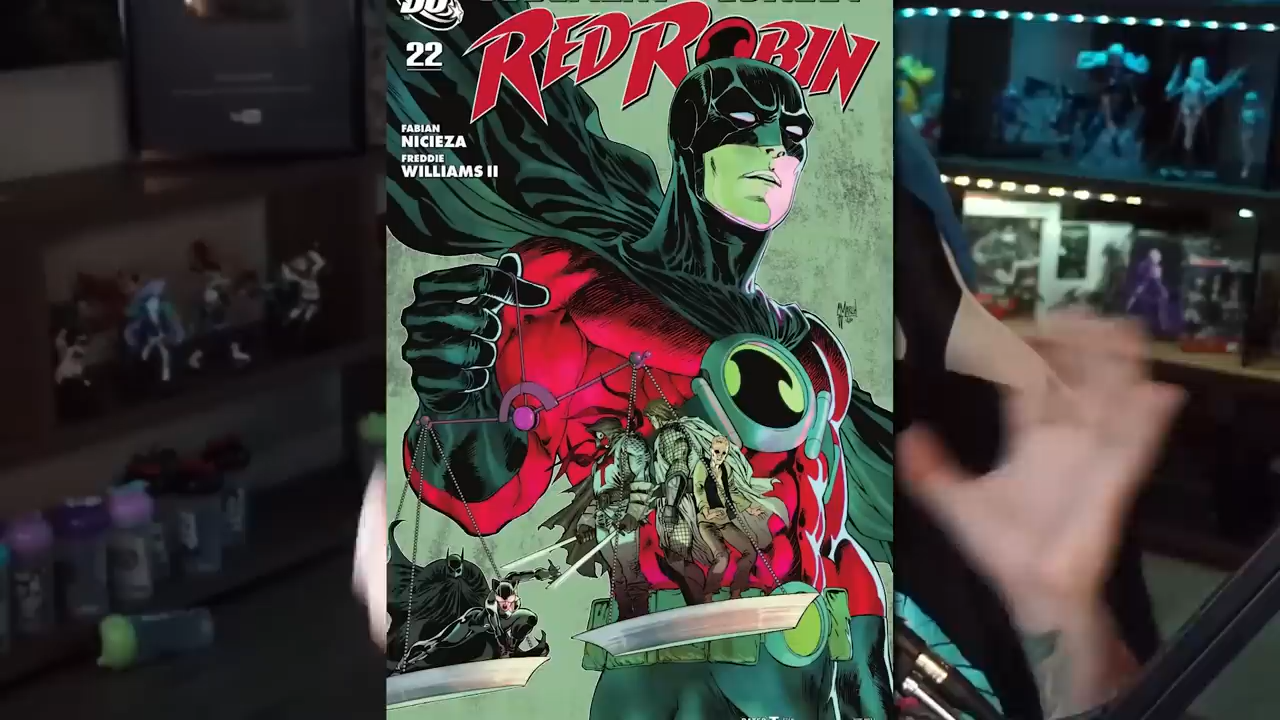 DC
RED ROBIN
22
FABIAN
NICIEZA
FREDDIE
WILLIAMS II